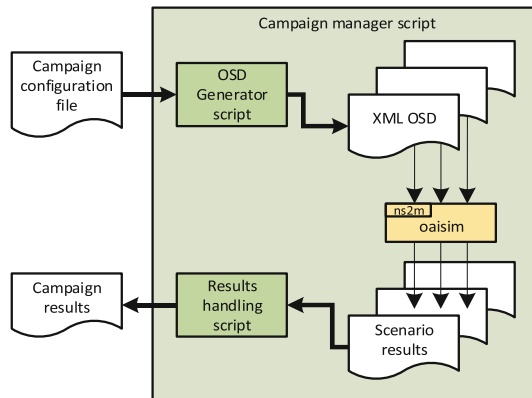 Campaign manager script
Campaign
configuration
file
OSD
Generator
script
XML OSD
ns2m
oaisim
Campaign
results
Results
handling
script
Scenario
results